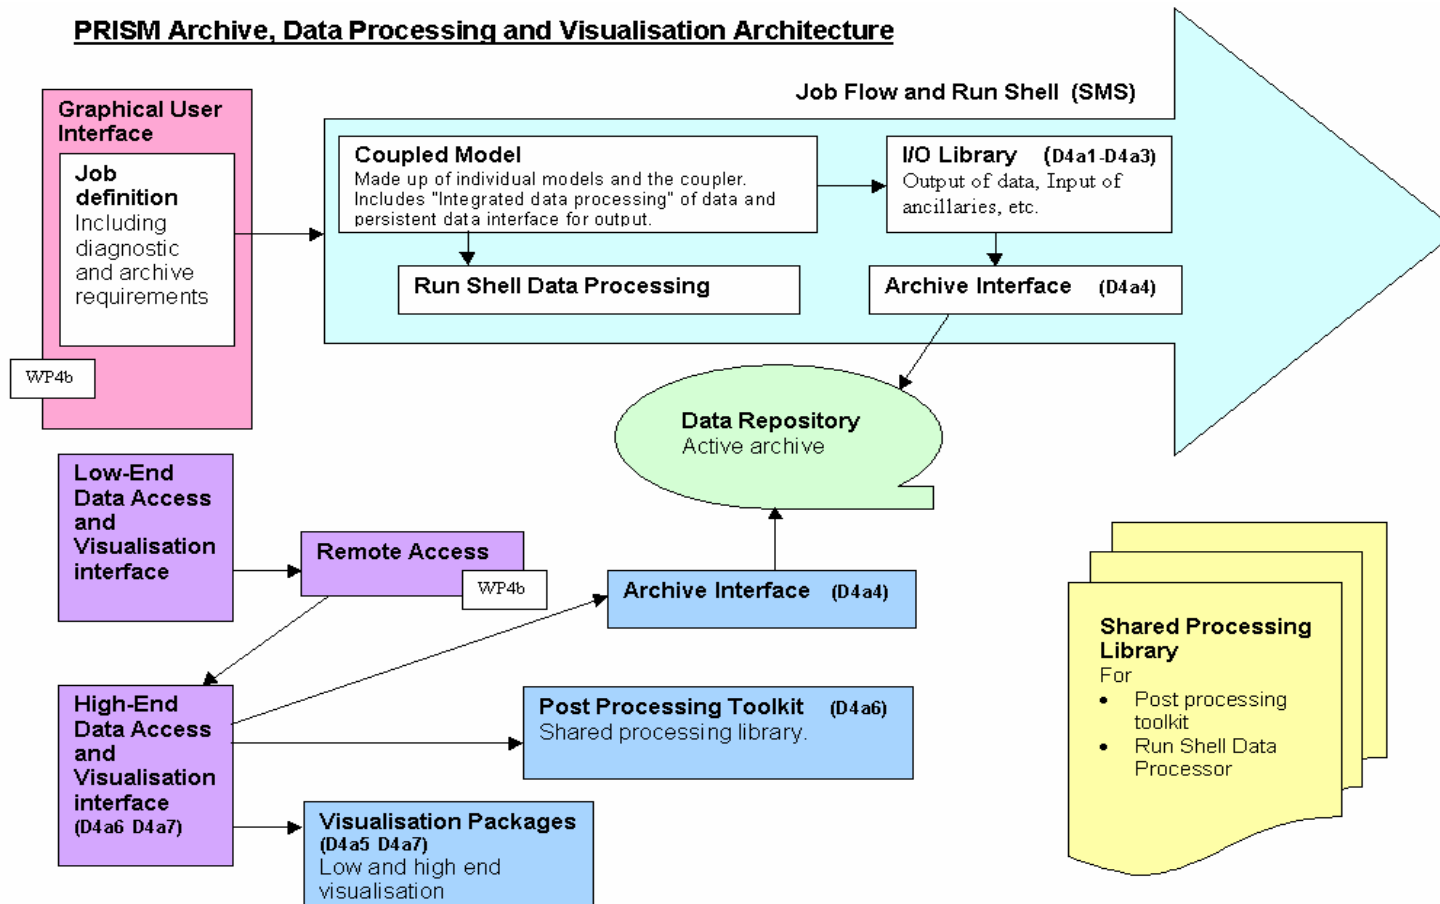 PRISM Archive, Data Processing and Visualisation Architecture
Job Flow and Run Shell (SMS)
Graphical User
Interface
Job
definition
Including
diagnostic
and archive
requirements
WP4b
Coupled Model
Made up of individual models and the coupler.
Includes "Integrated data processing" of data and
persistent data interface for output.
I/O Library (D4a1-D4a3)
Output of data, Input of
ancillaries, etc.
Run Shell Data Processing
Archive Interface (D4a4)
Data Repository
Active archive
Low-End
Data Access
and
Visualisation
interface
Remote Access
WP4b
Archive Interface (D4a4)
High-End
Data Access
and
Visualisation
interface
(D4a6 D4a7)
Post Processing Toolkit (D4a6)
Shared processing library.
Visualisation Packages
(D4a5 D4a7)
Low and high end
visualisation
Shared Processing
Library
For
• Post processing
toolkit
• Run Shell Data
Processor